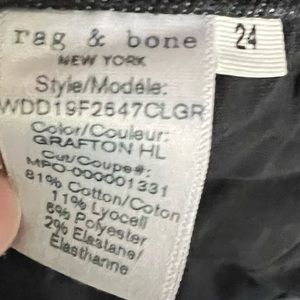 rag & bone
NEW YORK
24
Style/Modèle:
WDD19F2647CLGR
Color/Couleur:
GRAFTON HL
Cut/Coupe#:
MPO-000001331
81% Cotton/Coton
11% Lyocell
6% Polyester
2% Elastane/
Elasthanne